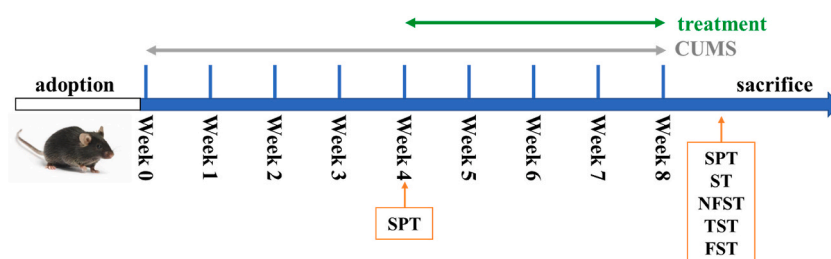 treatment
CUMS
adoption
sacrifice
Week 0
Week 1
Week 2
Week 3
Week 4
Week 5
Week 6
Week 7
Week 8
SPT
SPT
ST
NFST
TST
FST